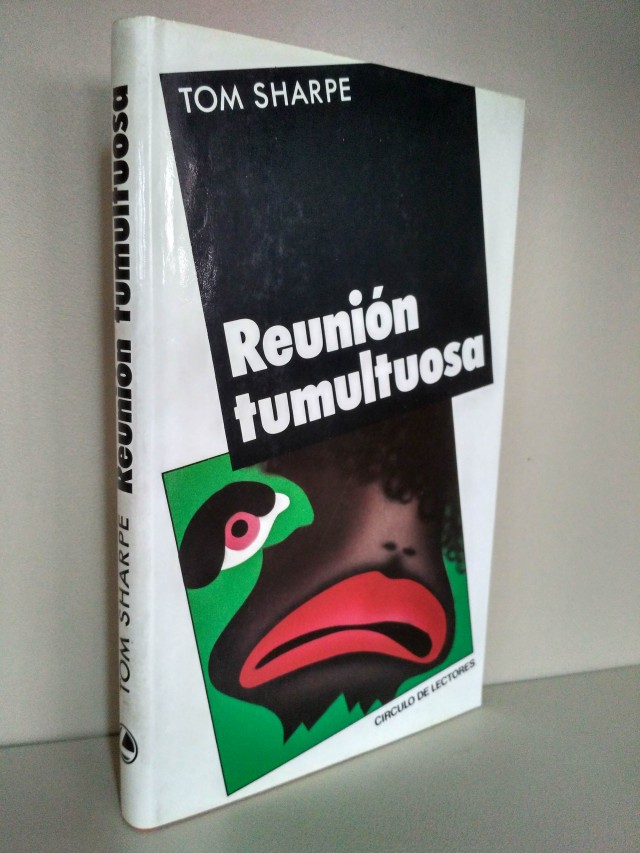 TOM SHARPE
Reunión
tumultuosa
CIRCULO DE LECTORES
TOM SHARPE Reunión tumultuosa